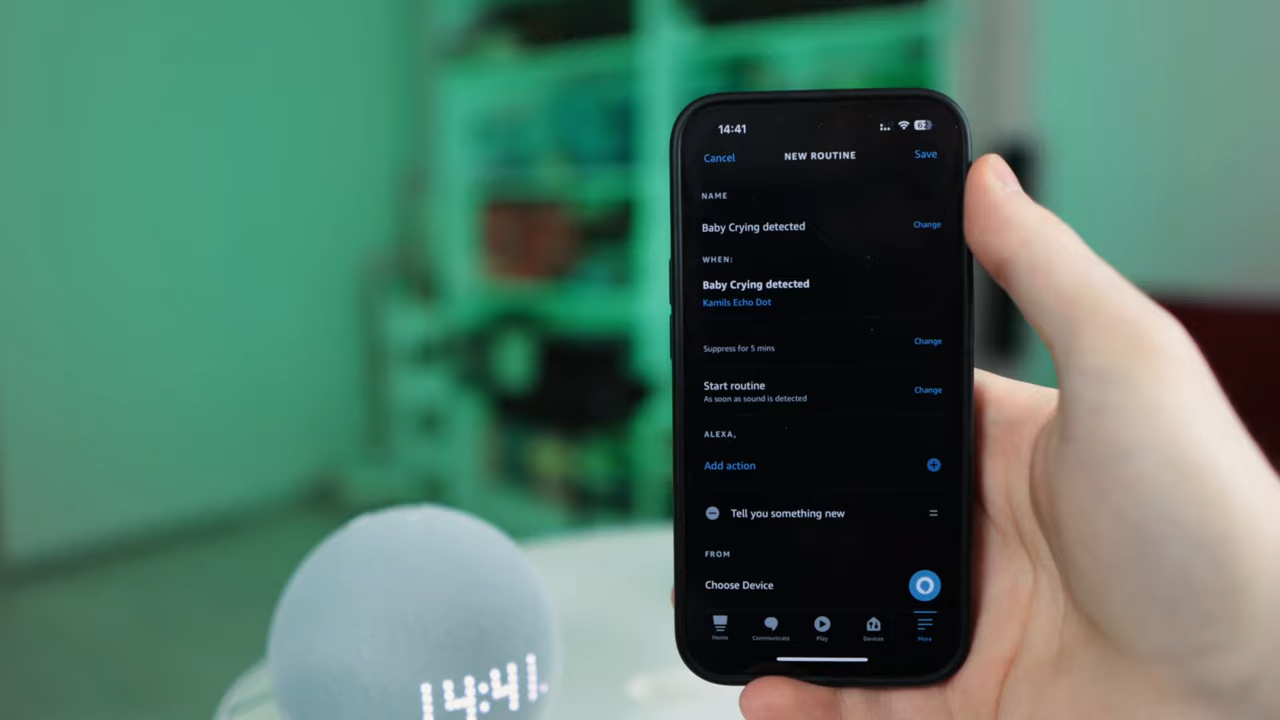 14:41
62
Cancel
NEW ROUTINE
Save
NAME
Baby Crying detected
Change
WHEN:
Baby Crying detected
Kamils Echo Dot
Suppress for 5 mins
Change
Start routine
As soon as sound is detected
Change
ALEXA,
Add action
Tell you something new
FROM
Choose Device
Home
Communicate
Play
Devices
More
14:41